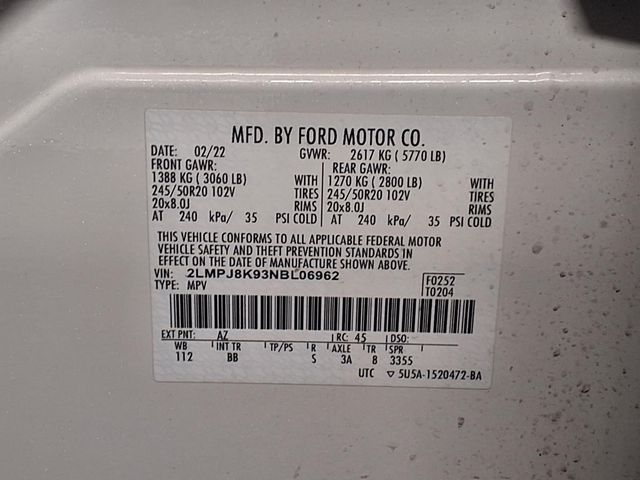 MFD. BY FORD MOTOR CO.
DATE: 02/22 GVWR: 2617 KG ( 5770 LB)
FRONT GAWR: REAR GAWR:
1388 KG ( 3060 LB) WITH 1270 KG ( 2800 LB) WITH
245/50R20 102V TIRES 245/50R20 102V TIRES
20x8.0J RIMS 20x8.0J RIMS
AT 240 kPa/ 35 PSI COLD AT 240 kPa/ 35 PSI COLD
THIS VEHICLE CONFORMS TO ALL APPLICABLE FEDERAL MOTOR
VEHICLE SAFETY AND THEFT PREVENTION STANDARDS IN
EFFECT ON THE DATE OF MANUFACTURE SHOWN ABOVE.
VIN: 2LMPJ8K93NBL06962 F0252
TYPE: MPV T0204
EXT PNT: AZ RC: 45 DSO:
WB INT TR TP/PS R AXLE TR SPR
112 BB S 3A 8 3355
UTC ▽ 5U5A-1520472-BA